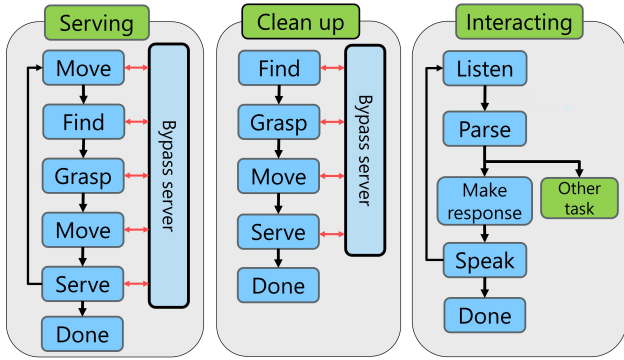 Serving
Move
Find
Grasp
Move
Serve
Done
Bypass server
Clean up
Find
Grasp
Move
Serve
Done
Bypass server
Interacting
Listen
Parse
Make
response
Other
task
Speak
Done